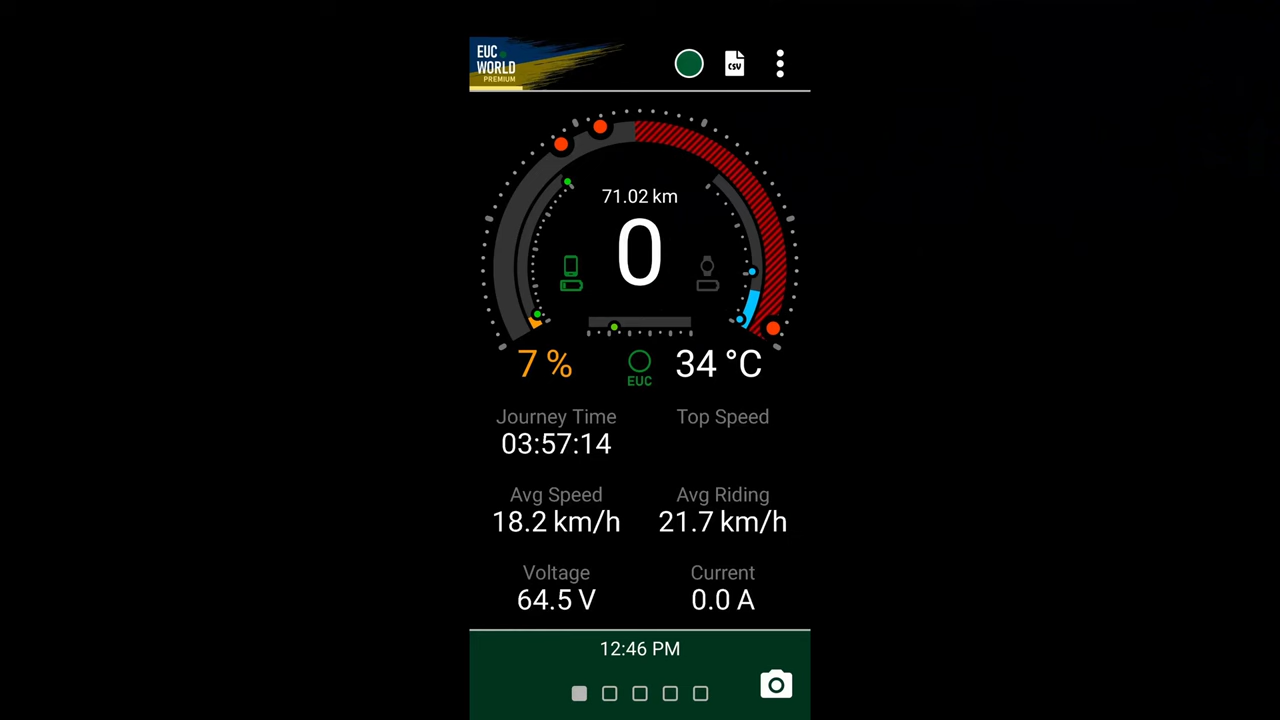 EUC
WORLD
PREMIUM
CSV
71.02 km
0
7 %
EUC
34 °C
Journey Time
Top Speed
03:57:14
Avg Speed
Avg Riding
18.2 km/h
21.7 km/h
Voltage
Current
64.5 V
0.0 A
12:46 PM